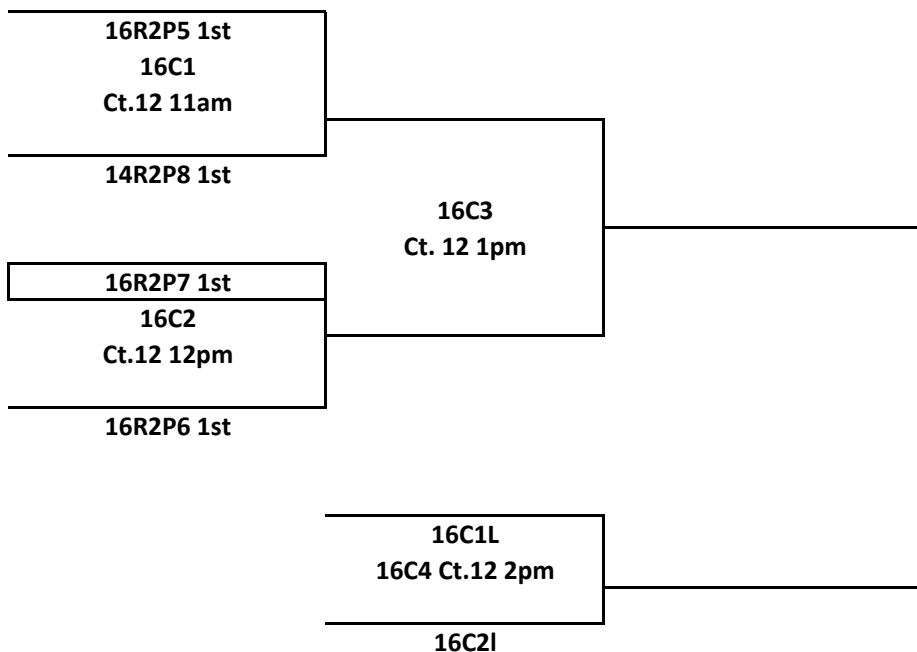 16R2P5 1st
16C1
Ct.12 11am
14R2P8 1st
16C3
Ct. 12 1pm
16R2P7 1st
16C2
Ct.12 12pm
16R2P6 1st
16C1L
16C4 Ct.12 2pm
16C2l